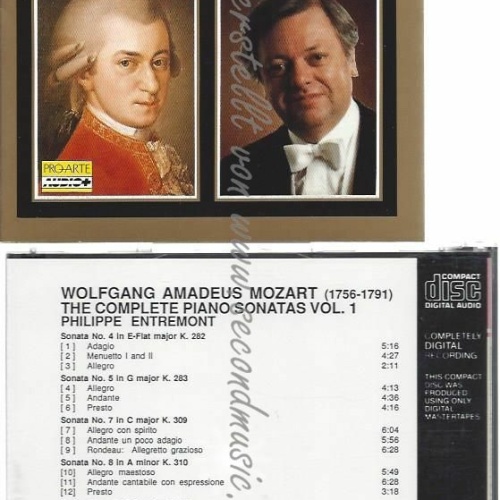 PRO-ARTE
AUDIO+
erstellt von www.secondmusic.
WOLFGANG AMADEUS MOZART (1756-1791)
THE COMPLETE PIANO SONATAS VOL. 1
PHILIPPE ENTREMONT
Sonata No. 4 in E-Flat major K. 282
[1] Adagio 5:16
[2] Menuetto I and II 4:27
[3] Allegro 2:11
Sonata No. 5 in G major K. 283
[4] Allegro 4:13
[5] Andante 4:36
[6] Presto 4:16
Sonata No. 7 in C major K. 309
[7] Allegro con spirito 6:04
[8] Andante un poco adagio 5:56
[9] Rondeau: Allegretto grazioso 6:28
Sonata No. 8 in A minor K. 310
[10] Allegro maestoso 5:49
[11] Andante cantabile con espressione 6:28
[12] Presto 3:18
COMPACT
disc
DIGITAL AUDIO
COMPLETELY
DIGITAL
RECORDING
THIS COMPACT
DISC WAS
PRODUCED
USING ONLY
DIGITAL
MASTERTAPES